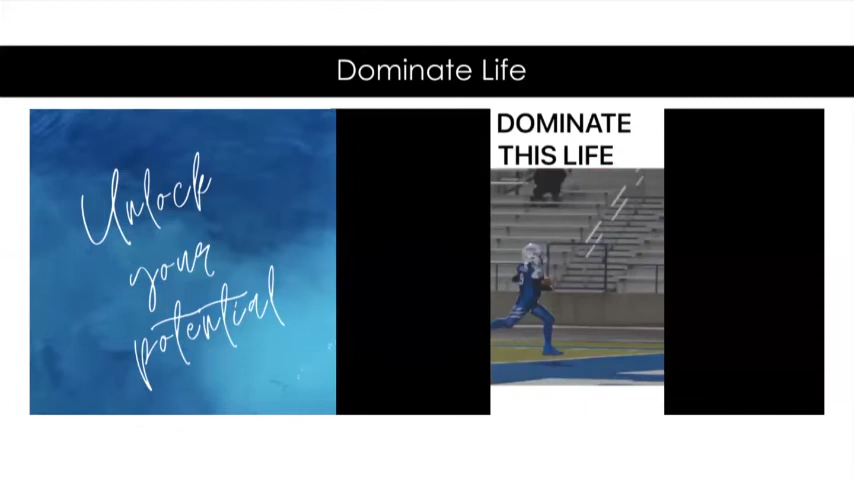 Dominate Life
Unlock
your
potential
DOMINATE
THIS LIFE